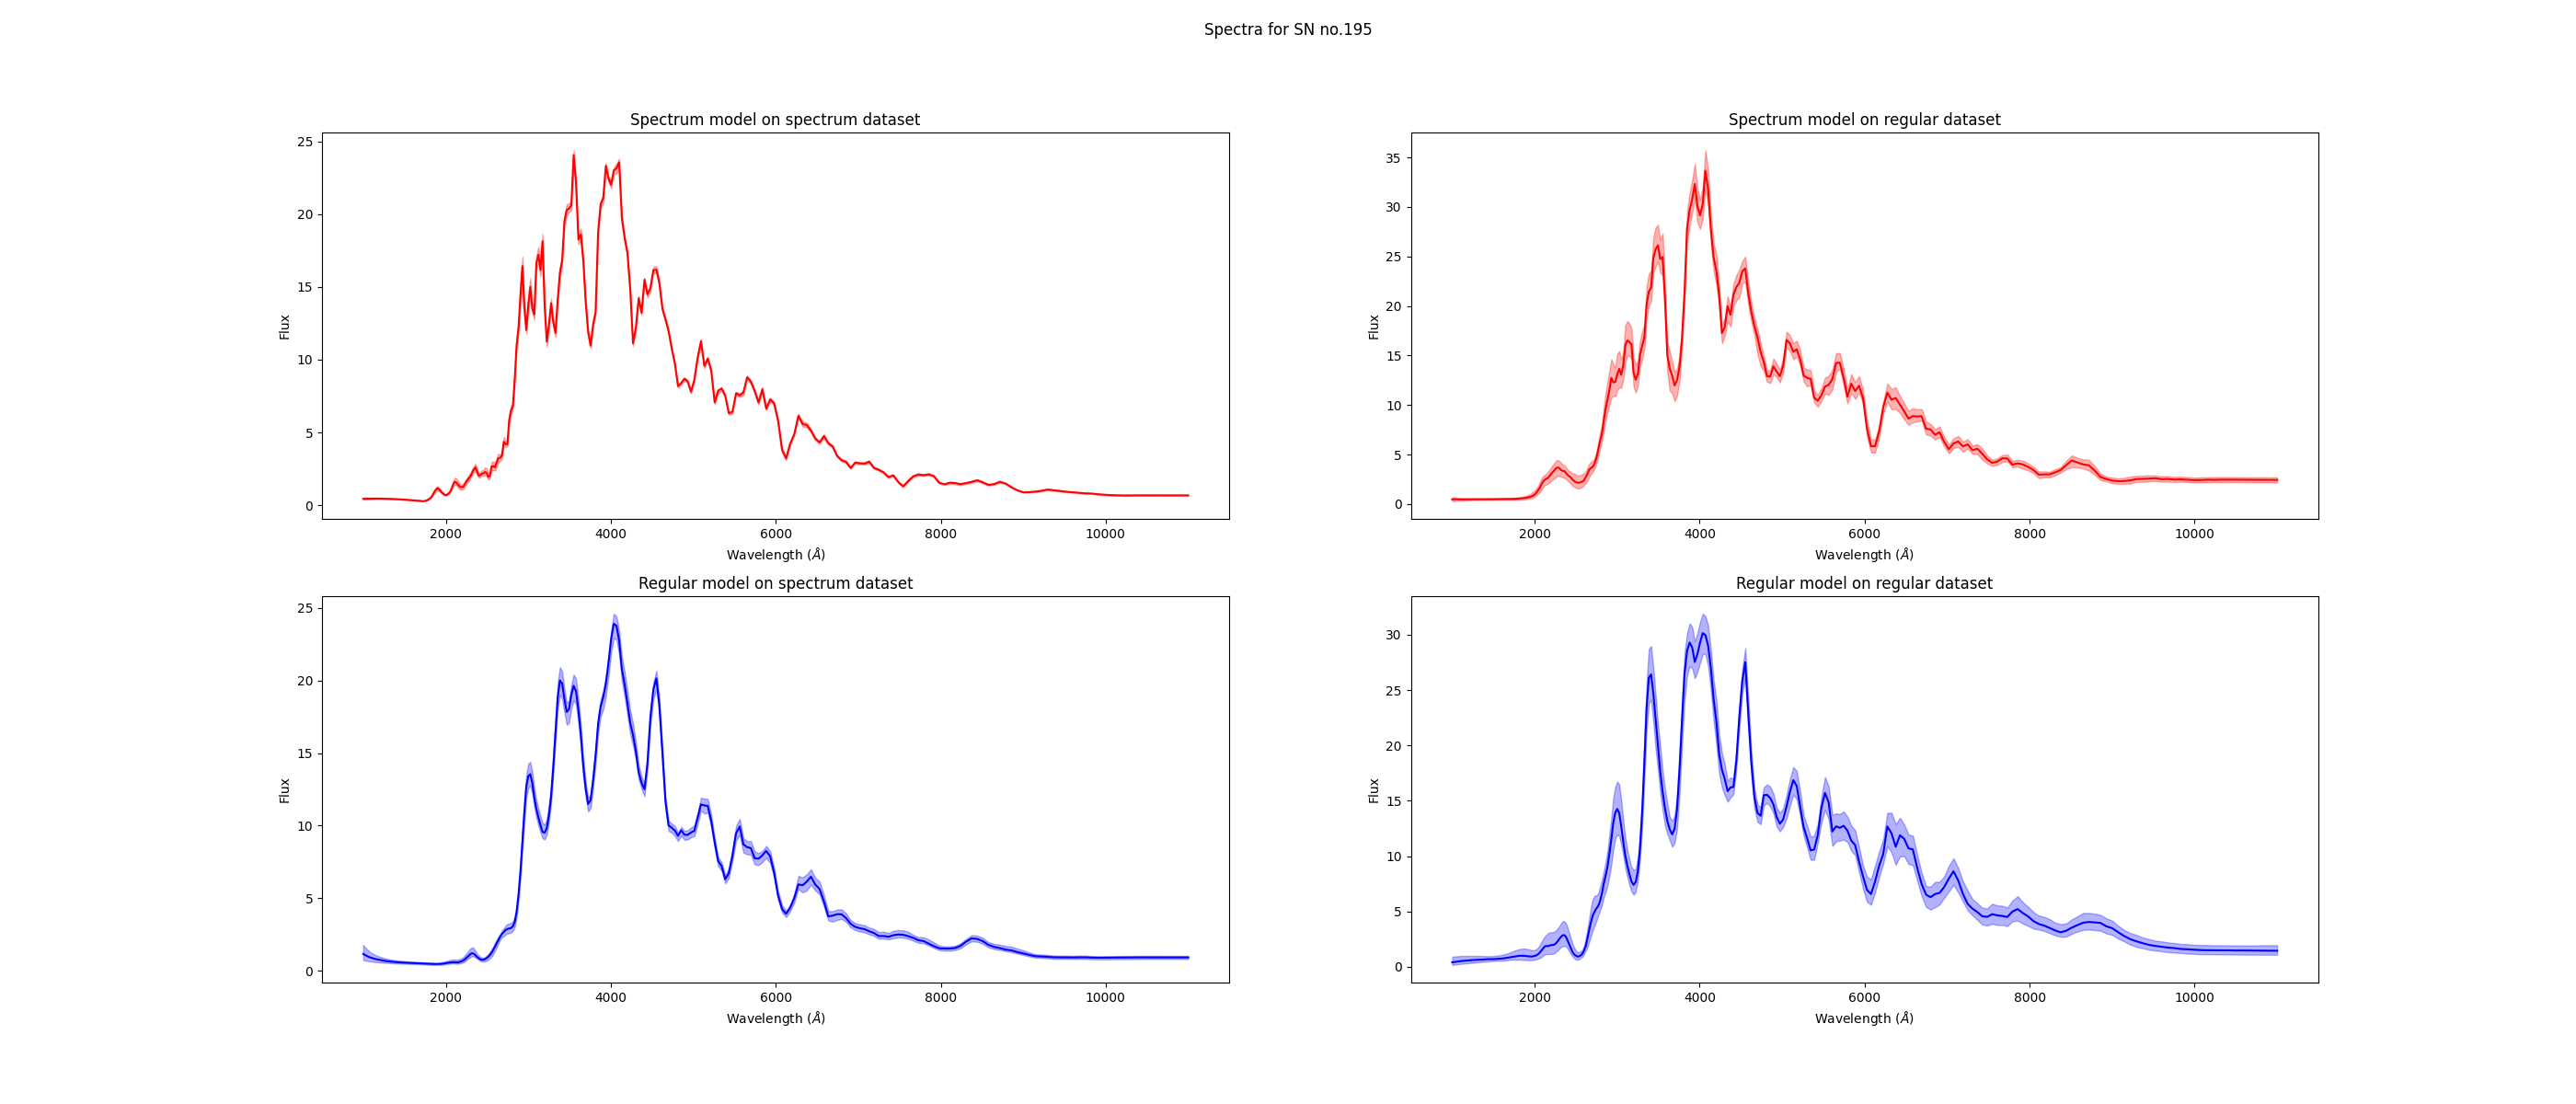 Spectra for SN no.195
Spectrum model on spectrum dataset
25
20
15
10
5
0
Flux
2000 4000 6000 8000 10000
Wavelength (Å)
Spectrum model on regular dataset
35
30
25
20
15
10
5
0
Flux
2000 4000 6000 8000 10000
Wavelength (Å)
Regular model on spectrum dataset
25
20
15
10
5
0
Flux
2000 4000 6000 8000 10000
Wavelength (Å)
Regular model on regular dataset
30
25
20
15
10
5
0
Flux
2000 4000 6000 8000 10000
Wavelength (Å)